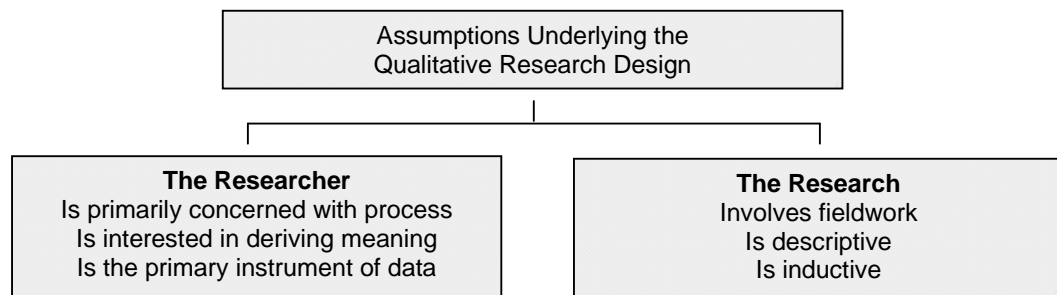 Assumptions Underlying the
Qualitative Research Design
The Researcher
Is primarily concerned with process
Is interested in deriving meaning
Is the primary instrument of data
The Research
Involves fieldwork
Is descriptive
Is inductive